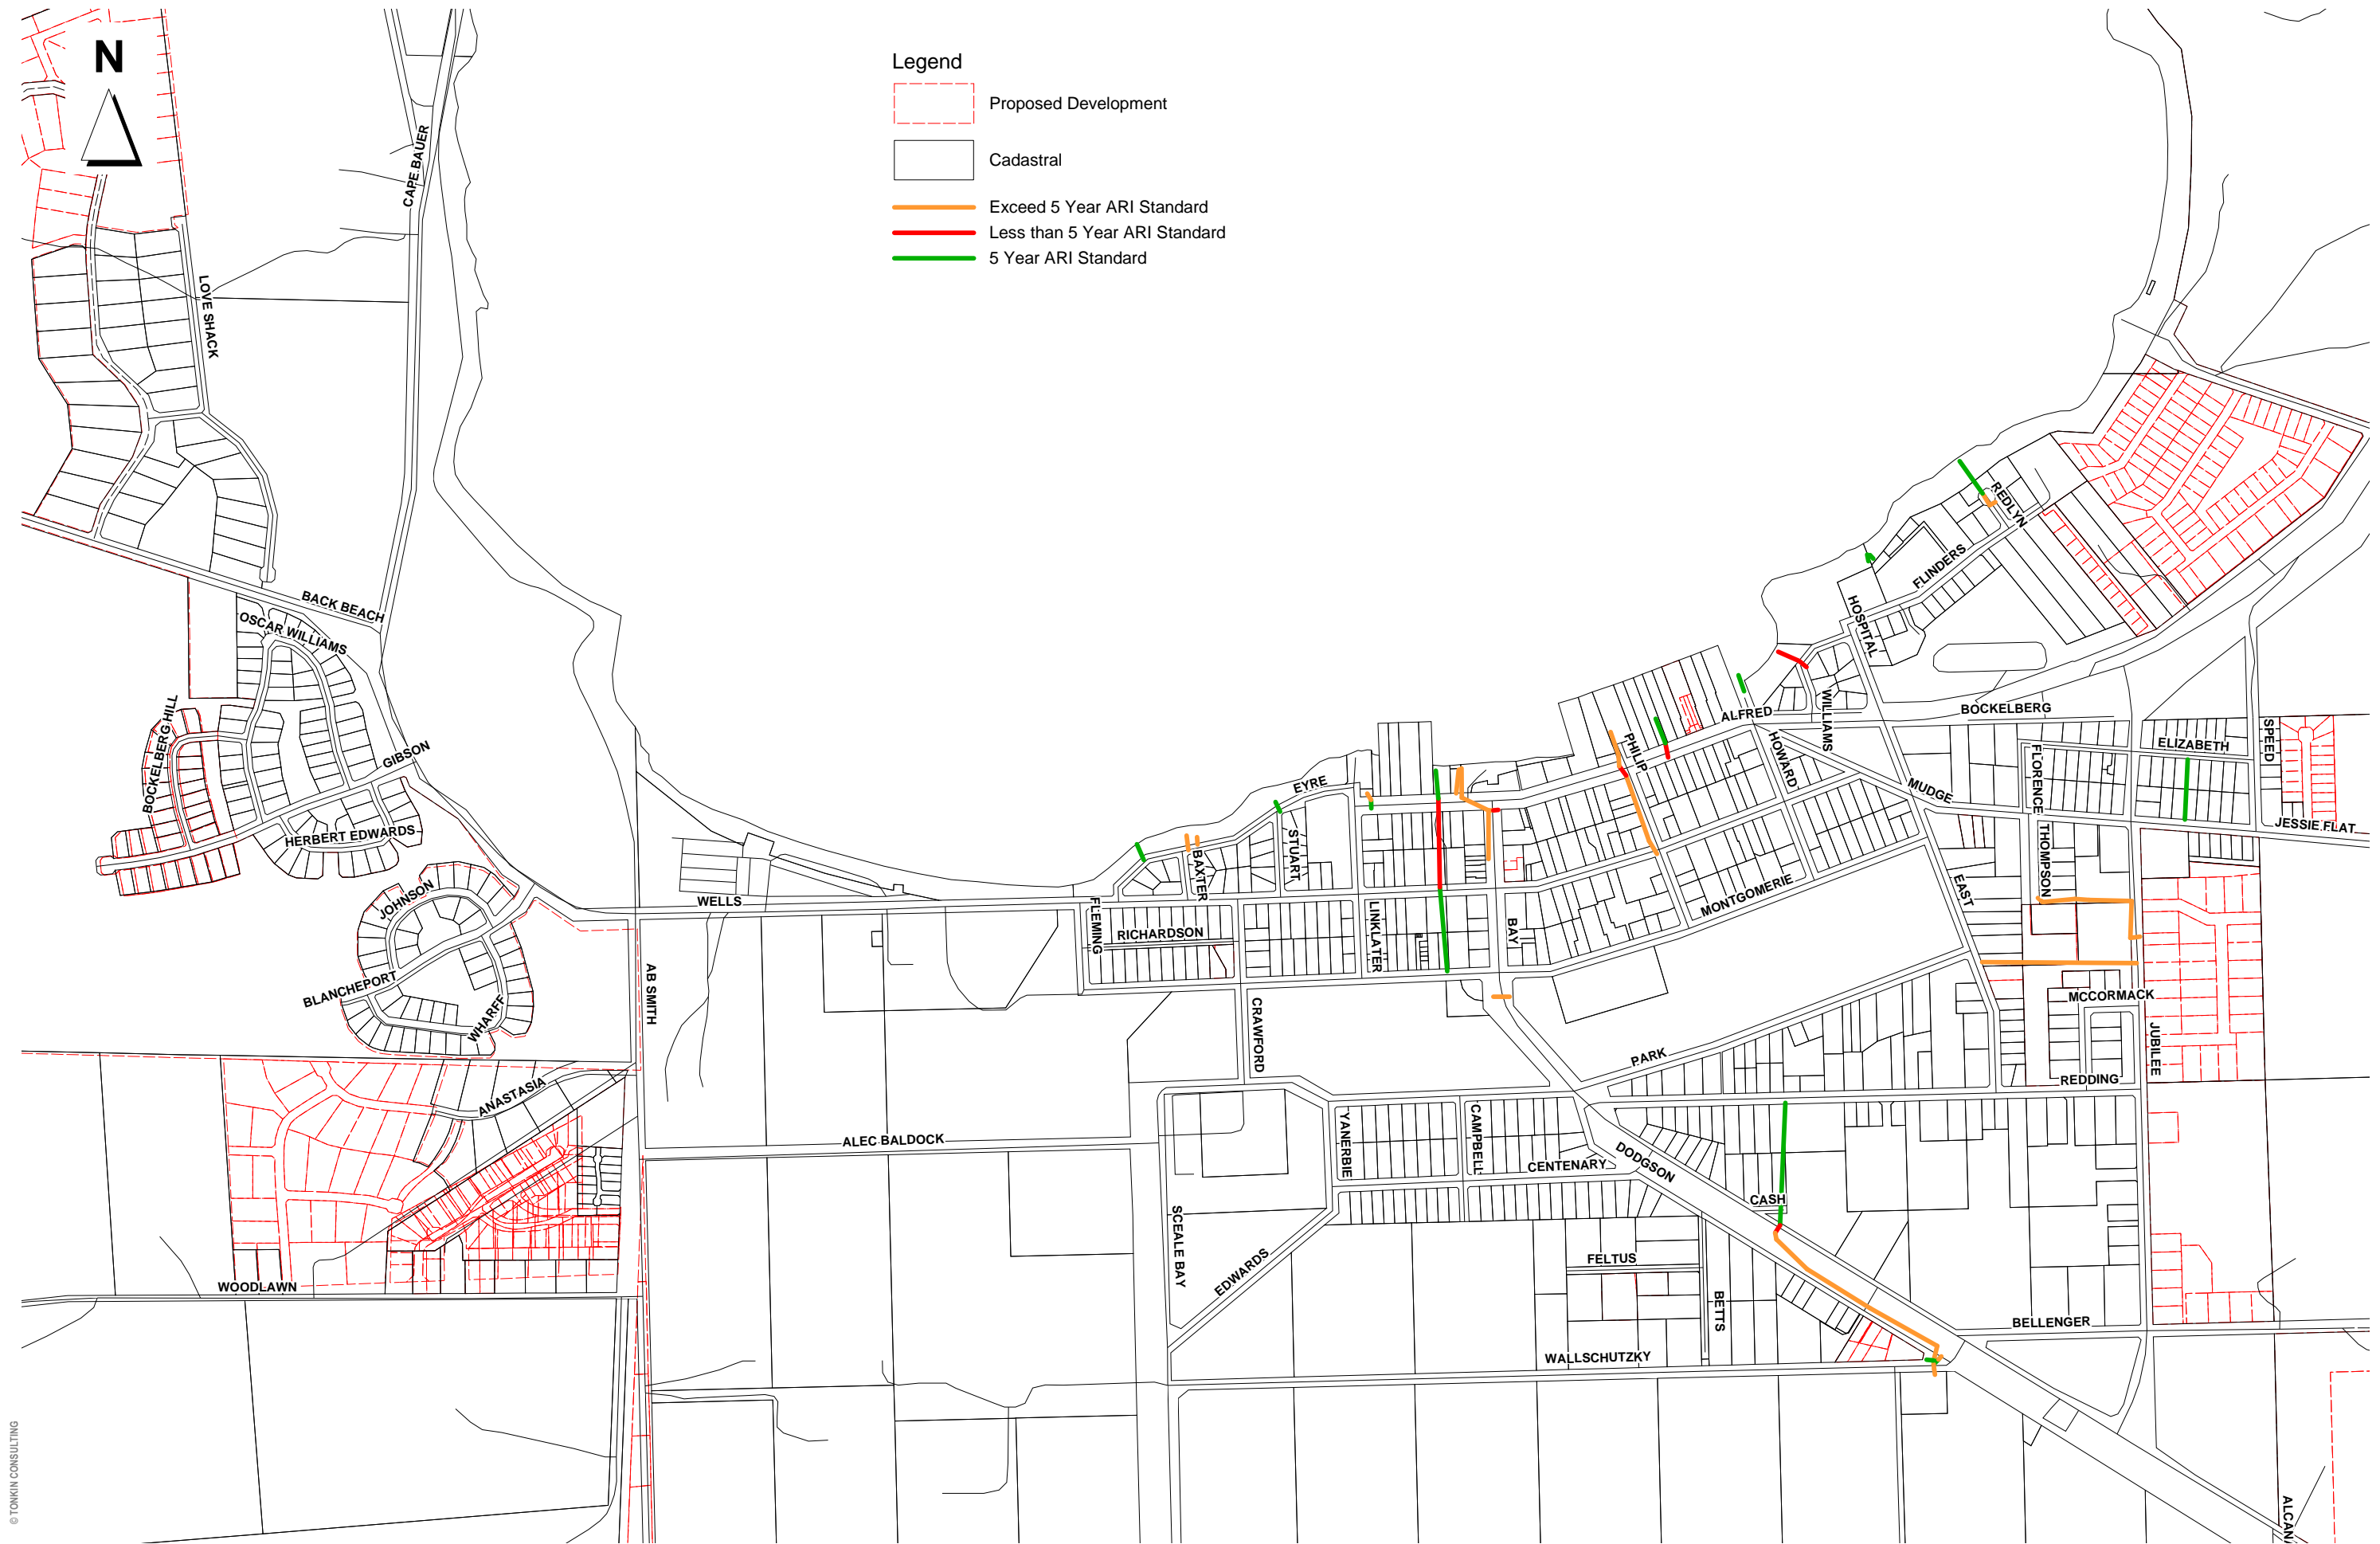 N
Legend
Proposed Development
Cadastral
Exceed 5 Year ARI Standard
Less than 5 Year ARI Standard
5 Year ARI Standard
CAPE BAUER
LOVE SHACK
BACK BEACH
OSCAR WILLIAMS
BOCKELBERG HILL
GIBSON
HERBERT EDWARDS
JOHNSON
BLANCHEPORT
WHARFF
ANASTASIA
WOODLAWN
AB SMITH
WELLS
ALEC BALDOCK
FLEMING
RICHARDSON
BAXTER
STUART
EYRE
LINKLATER
BAY
CRAWFORD
PHILIP
ALFRED
HOWARD
WILLIAMS
HOSPITAL
FLINDERS
REDLYN
BOCKELBERG
MUDGE
FLORENCE
ELIZABETH
SPEED
JESSIE FLAT
THOMPSON
EAST
MONTGOMERIE
MCCORMACK
JUBILEE
REDDING
PARK
YANERBIE
CAMPBELL
CENTENARY
DODGSON
CASH
SCEALE BAY
EDWARDS
FELTUS
BETTS
WALLSCHUTZKY
BELLENGER
© TONKIN CONSULTING